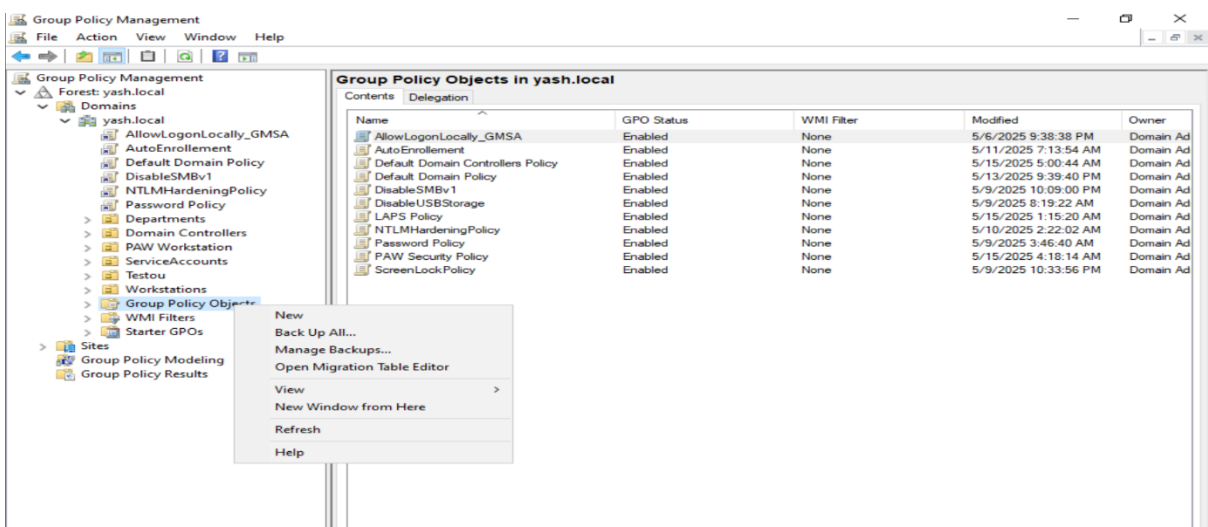 Group Policy Management
File Action View Window Help
Group Policy Management
Forest: yash.local
Domains
yash.local
AllowLogonLocally_GMSA
AutoEnrollement
Default Domain Policy
DisableSMBv1
NTLMHardeningPolicy
Password Policy
Departments
Domain Controllers
PAW Workstation
ServiceAccounts
Testou
Workstations
Group Policy Objects
WMI Filters
Starter GPOs
Sites
Group Policy Modeling
Group Policy Results
New
Back Up All...
Manage Backups...
Open Migration Table Editor
View
New Window from Here
Refresh
Help
Group Policy Objects in yash.local
Contents Delegation
Name GPO Status WMI Filter Modified Owner
AllowLogonLocally_GMSA Enabled None 5/6/2025 9:38:38 PM Domain Ad
AutoEnrollement Enabled None 5/11/2025 7:13:54 AM Domain Ad
Default Domain Controllers Policy Enabled None 5/15/2025 5:00:44 AM Domain Ad
Default Domain Policy Enabled None 5/13/2025 9:39:40 PM Domain Ad
DisableSMBv1 Enabled None 5/9/2025 10:09:00 PM Domain Ad
DisableUSBStorage Enabled None 5/9/2025 8:19:22 AM Domain Ad
LAPS Policy Enabled None 5/15/2025 1:15:20 AM Domain Ad
NTLMHardeningPolicy Enabled None 5/10/2025 2:22:02 AM Domain Ad
Password Policy Enabled None 5/9/2025 3:46:40 AM Domain Ad
PAW Security Policy Enabled None 5/15/2025 4:18:14 AM Domain Ad
ScreenLockPolicy Enabled None 5/9/2025 10:33:56 PM Domain Ad